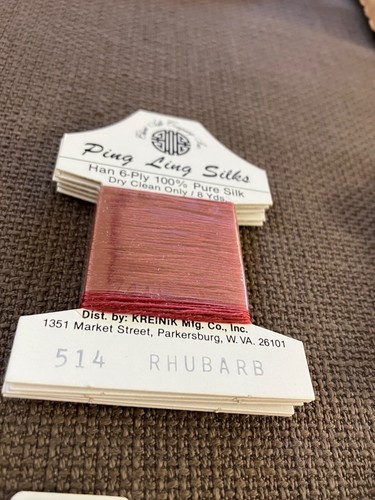 Ping Ling Silks
Han 6-Ply 100% Pure Silk
Dry Clean Only / 8 Yds.
Dist. by: KREINIK Mfg. Co., Inc.
1351 Market Street, Parkersburg, W. VA. 26101
514 RHUBARB